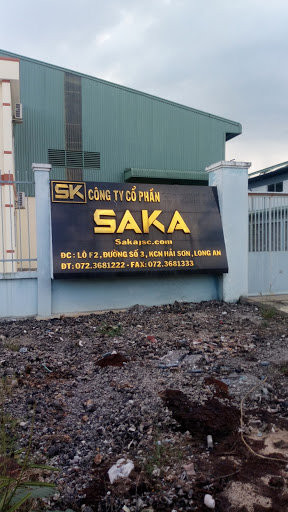 SK CÔNG TY CỔ PHẦN
SAKA
Sakajsc.com
ĐC : LÔ F2, ĐƯỜNG SỐ 3, KCN HẢI SƠN, LONG AN
ĐT: 072.3681222 - FAX: 072.3681333